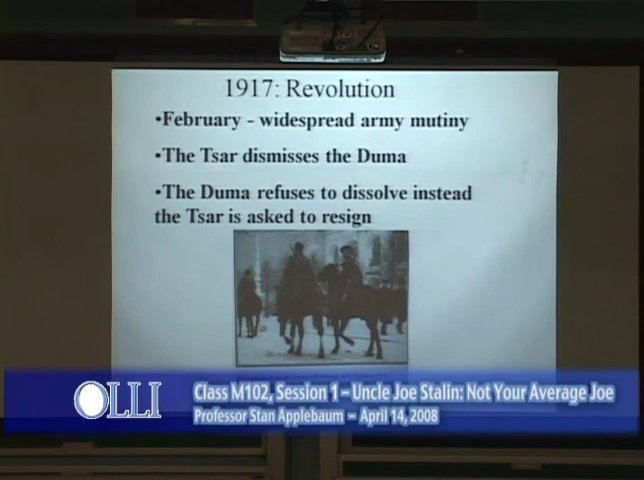 1917: Revolution
•February - widespread army mutiny
•The Tsar dismisses the Duma
•The Duma refuses to dissolve instead
the Tsar is asked to resign
OLLI
Class M102, Session 1 – Uncle Joe Stalin: Not Your Average Joe
Professor Stan Applebaum – April 14, 2008